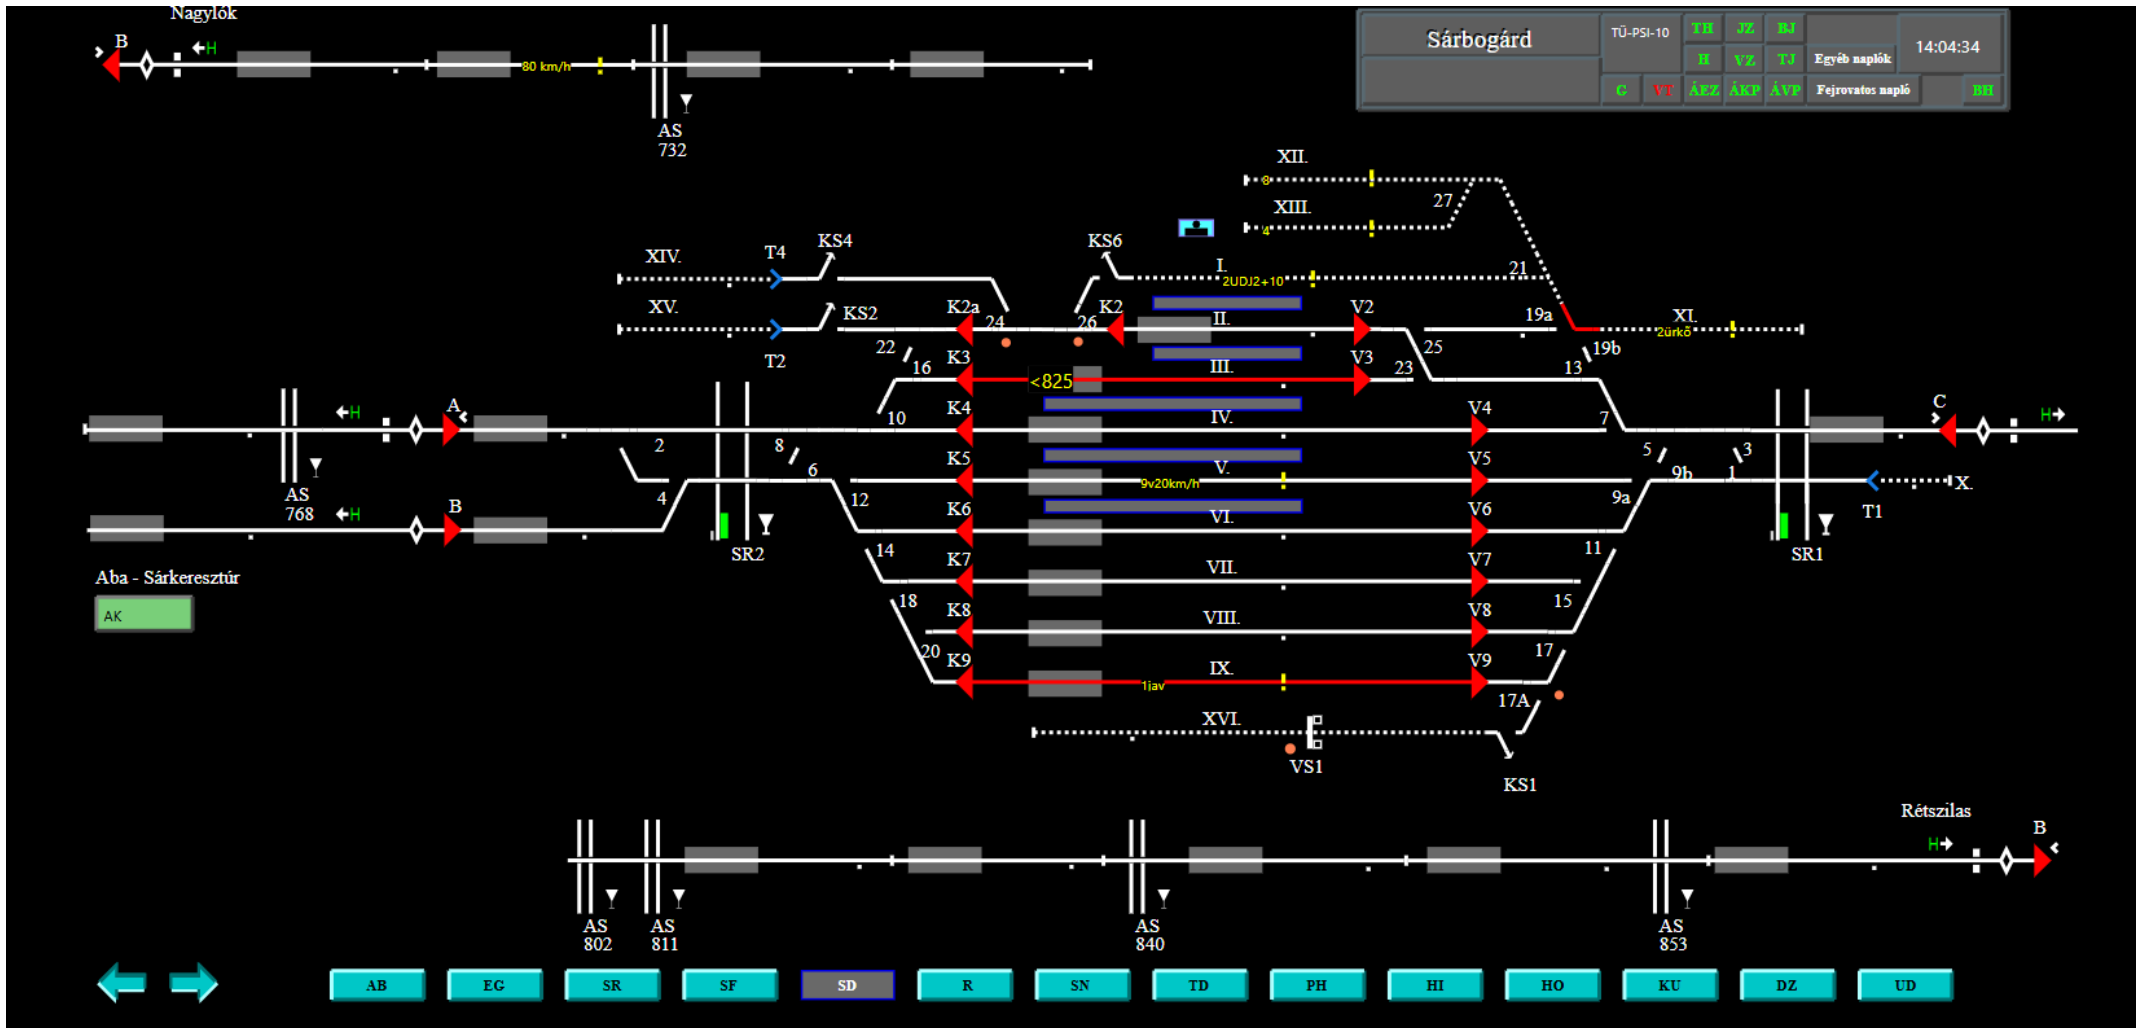 Nagylók
B
H
80 km/h
AS
732
Sárbogárd
TŰ-PSI-10
TH
JZ
BJ
H
VZ
TJ
Egyéb naplók
14:04:34
G
VT
ÁEZ
ÁKP
ÁVP
Fejrovatos napló
BH
XII.
8
27
XIII.
4
KS4
KS6
T4
XIV.
I.
2UDJ2+10
21
XV.
KS2
K2a
24
26
K2
II.
V2
19a
XI.
2ürkő
T2
22
25
19b
K3
16
<825
III.
V3
23
13
A
H
10
K4
IV.
V4
7
C
H
2
8
5
3
K5
6
V.
9v20km/h
V5
9b
1
X.
AS
768
4
12
9a
T1
H
B
K6
VI.
V6
SR2
14
11
SR1
Aba - Sárkeresztúr
AK
K7
VII.
V7
18
15
K8
VIII.
V8
20
17
K9
IX.
1jav
V9
17A
XVI.
VS1
KS1
Rétszilas
H
B
AS
802
AS
811
AS
840
AS
853
AB
EG
SR
SF
SD
R
SN
TD
PH
HI
HO
KU
DZ
UD